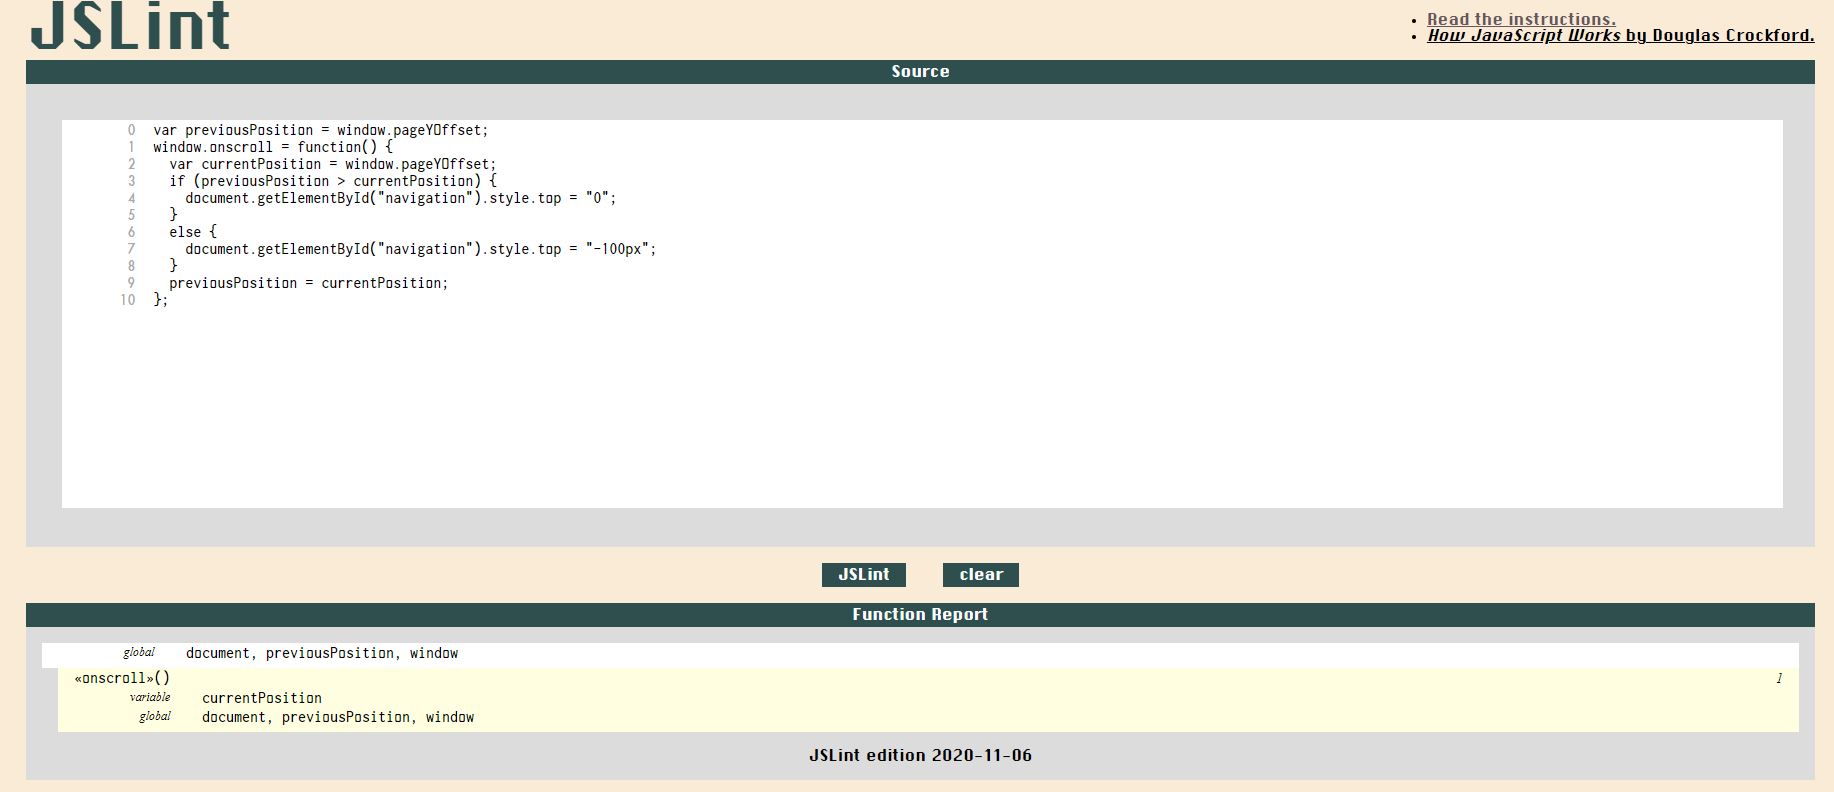 JSLint
• Read the instructions.
• How JavaScript Works by Douglas Crockford.
Source
0 var previousPosition = window.pageYOffset;
1 window.onscroll = function() {
2   var currentPosition = window.pageYOffset;
3   if (previousPosition > currentPosition) {
4     document.getElementById("navigation").style.top = "0";
5   }
6   else {
7     document.getElementById("navigation").style.top = "-100px";
8   }
9   previousPosition = currentPosition;
10 };
JSLint clear
Function Report
global document, previousPosition, window
«onscroll»() 1
variable currentPosition
global document, previousPosition, window
JSLint edition 2020-11-06